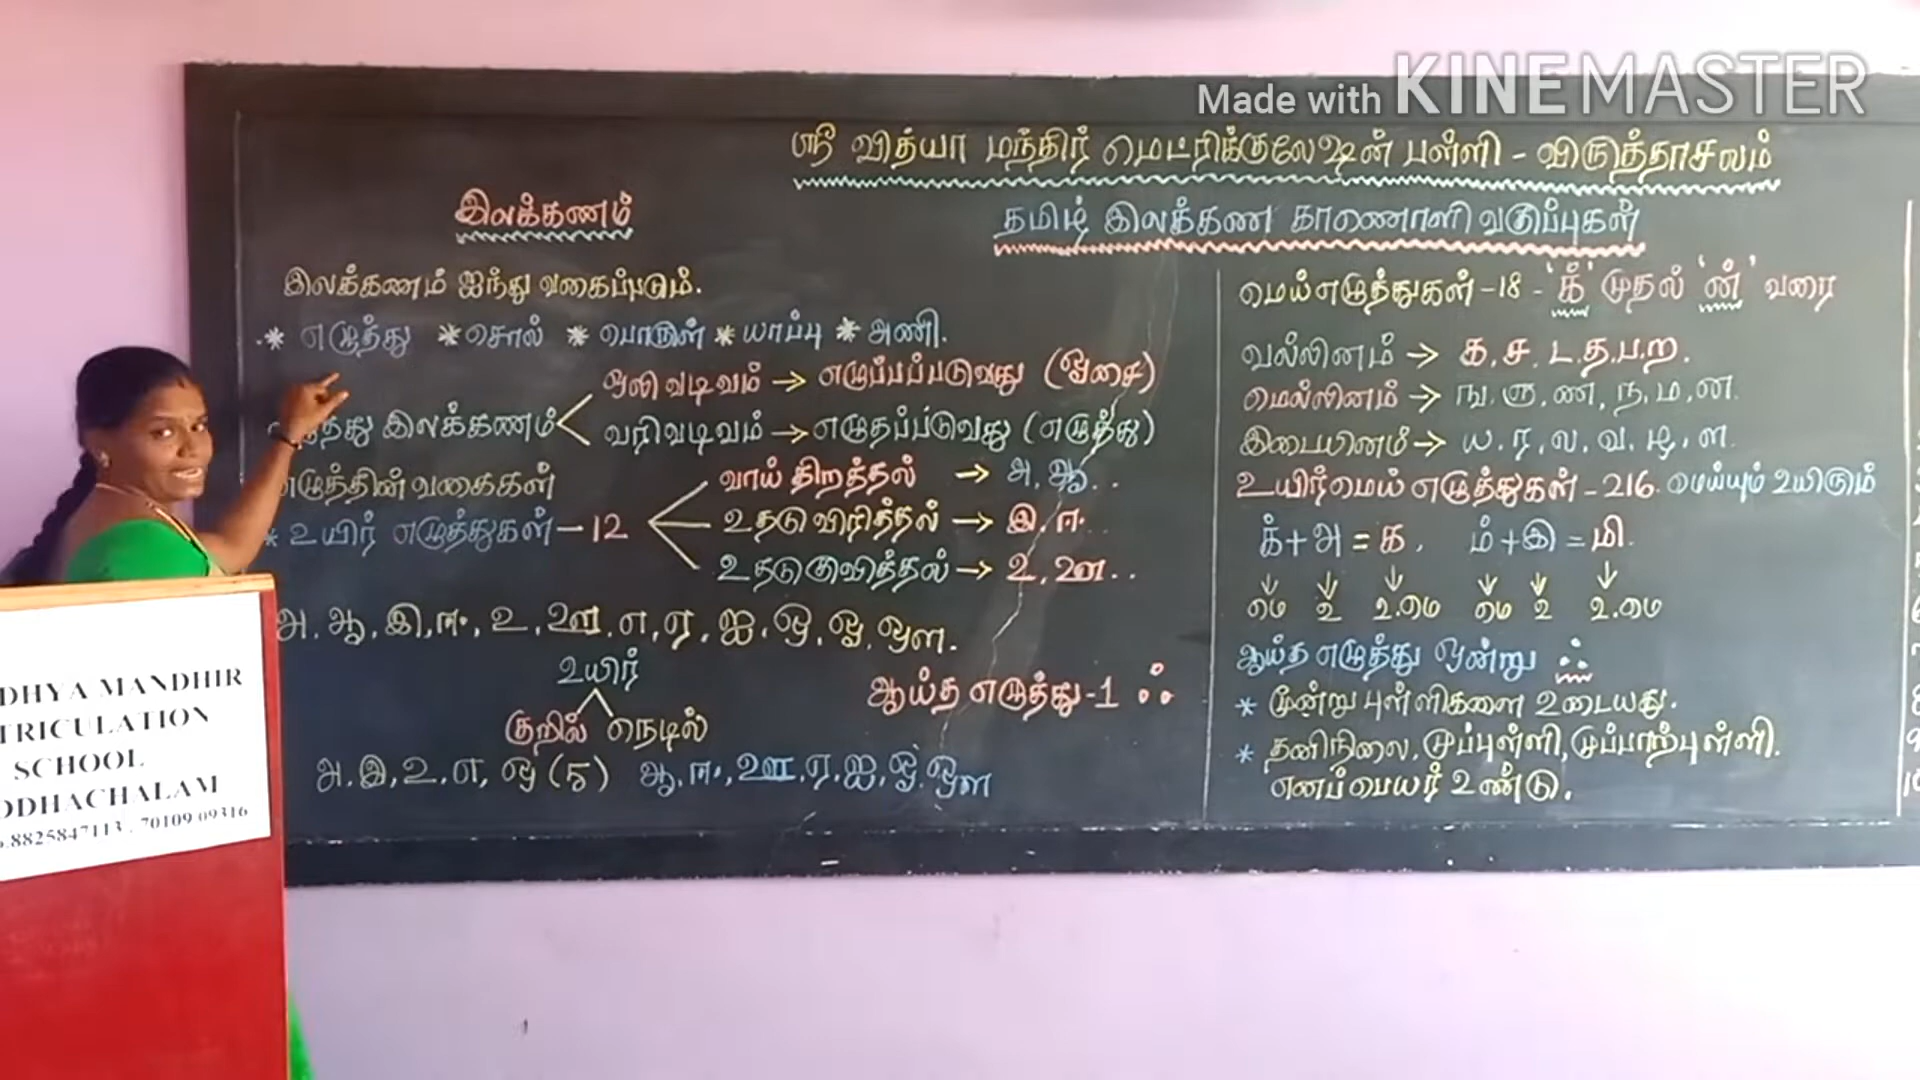 Made with KINEMASTER
ஸ்ரீ வித்யா மந்திர் மெட்ரிக்குலேஷன் பள்ளி - விருத்தாசலம்
தமிழ் இலக்கண காணொளி வகுப்புகள்
இலக்கணம்
இலக்கணம் ஐந்து வகைப்படும்.
* எழுத்து * சொல் * பொருள் * யாப்பு * அணி.
இலக்கணம்
ஒலி வடிவம் → எழுப்பப்படுவது (ஓசை)
வரிவடிவம் → எழுதப்படுவது (எழுத்து)
எழுத்தின் வகைகள்
* உயிர் எழுத்துகள் - 12
வாய் திறத்தல் → அ, ஆ..
உதடு விரித்தல் → இ, ஈ..
உதடு குவித்தல் → உ, ஊ..
அ, ஆ, இ, ஈ, உ, ஊ, எ, ஏ, ஐ, ஒ, ஓ, ஔ.
உயிர்
குறில் நெடில்
அ, இ, உ, எ, ஒ (5) ஆ, ஈ, ஊ, ஏ, ஐ, ஓ, ஔ
ஆய்த எழுத்து - 1 ஃ
மெய்எழுத்துகள் - 18 - 'க்' முதல் 'ன்' வரை
வல்லினம் → க, ச, ட, த, ப, ற.
மெல்லினம் → ங, ஞ, ண, ந, ம, ன.
இடையினம் → ய, ர, ல, வ, ழ, ள.
உயிர்மெய் எழுத்துகள் - 216. மெய்யும் உயிரும்
க் + அ = க, ம் + இ = மி.
மெ உ உ.மெ மெ உ உ.மெ
ஆய்த எழுத்து ஒன்று ஃ
* மூன்று புள்ளிகளை உடையது.
* தனிநிலை, முப்புள்ளி, முப்பாற்புள்ளி.
எனப்பெயர் உண்டு.
DHYA MANDHIR
TRICULATION
SCHOOL
DDHACHALAM
8825847113, 70109 09316